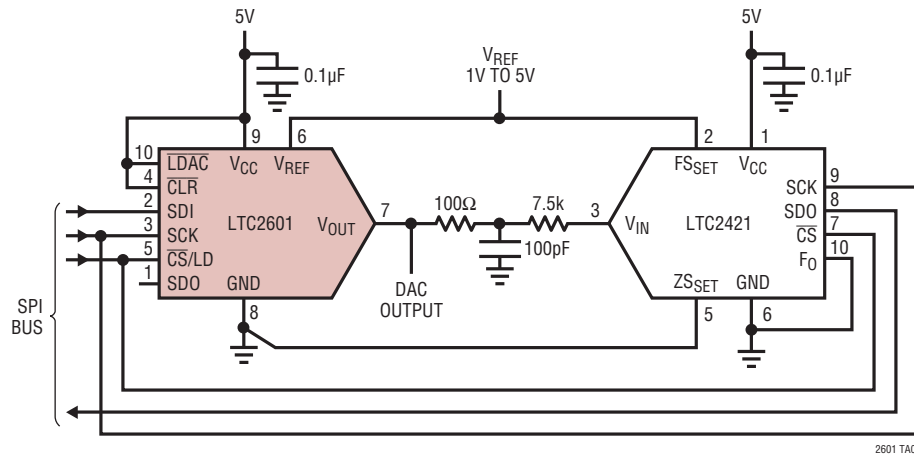 5V
0.1µF
VREF
1V TO 5V
5V
0.1µF
10
4
2
3
5
1
LDAC
CLR
SDI
SCK
CS/LD
SDO
9
VCC
6
VREF
LTC2601
VOUT
GND
8
7
100Ω
7.5k
100pF
DAC
OUTPUT
3
VIN
2
FSSET
1
VCC
LTC2421
ZSSET
5
GND
6
SCK
SDO
CS
FO
9
8
7
10
SPI
BUS